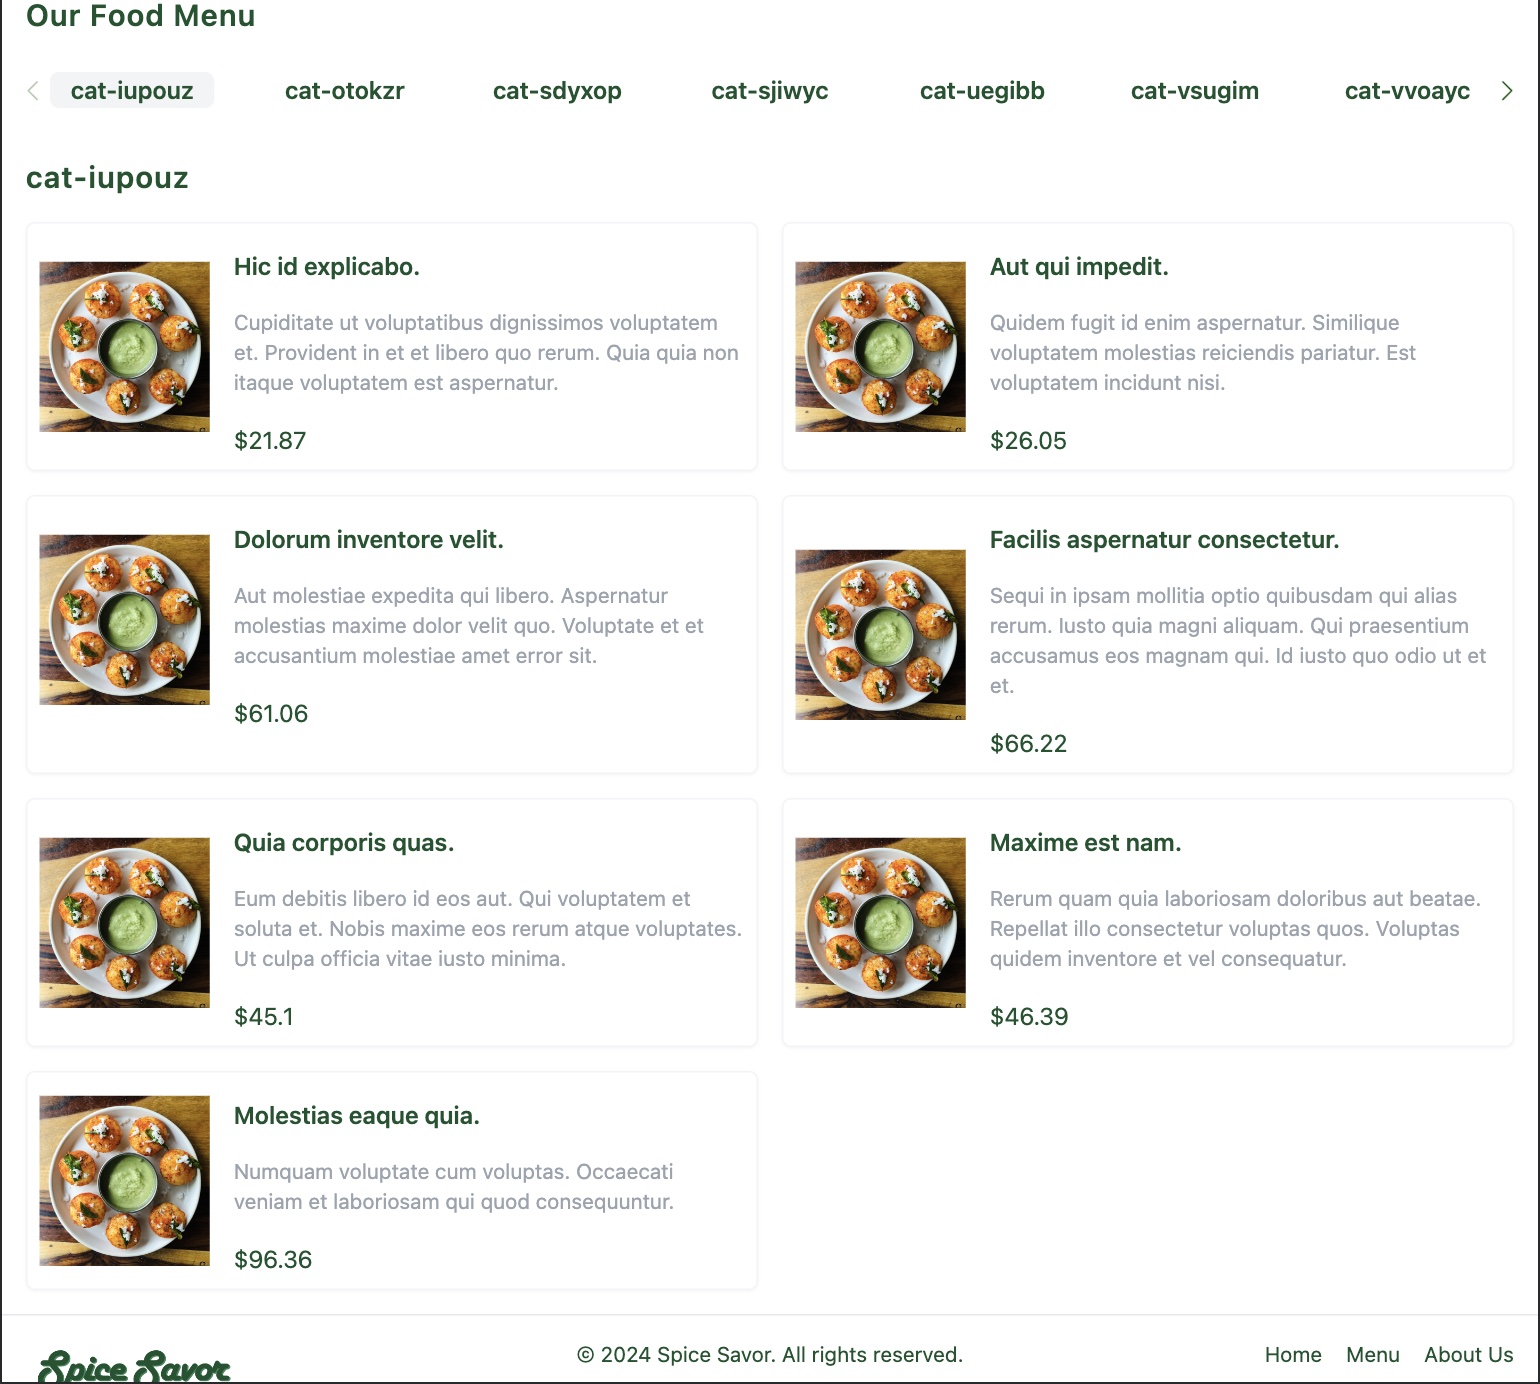 Our Food Menu
cat-iupouz cat-otokzr cat-sdyxop cat-sjiwyc cat-uegibb cat-vsugim cat-vvoayc
cat-iupouz
Hic id explicabo.
Cupiditate ut voluptatibus dignissimos voluptatem
et. Provident in et et libero quo rerum. Quia quia non
itaque voluptatem est aspernatur.
$21.87
Aut qui impedit.
Quidem fugit id enim aspernatur. Similique
voluptatem molestias reiciendis pariatur. Est
voluptatem incidunt nisi.
$26.05
Dolorum inventore velit.
Aut molestiae expedita qui libero. Aspernatur
molestias maxime dolor velit quo. Voluptate et et
accusantium molestiae amet error sit.
$61.06
Facilis aspernatur consectetur.
Sequi in ipsam mollitia optio quibusdam qui alias
rerum. Iusto quia magni aliquam. Qui praesentium
accusamus eos magnam qui. Id iusto quo odio ut et
et.
$66.22
Quia corporis quas.
Eum debitis libero id eos aut. Qui voluptatem et
soluta et. Nobis maxime eos rerum atque voluptates.
Ut culpa officia vitae iusto minima.
$45.1
Maxime est nam.
Rerum quam quia laboriosam doloribus aut beatae.
Repellat illo consectetur voluptas quos. Voluptas
quidem inventore et vel consequatur.
$46.39
Molestias eaque quia.
Numquam voluptate cum voluptas. Occaecati
veniam et laboriosam qui quod consequuntur.
$96.36
Spice Savor
© 2024 Spice Savor. All rights reserved.
Home Menu About Us